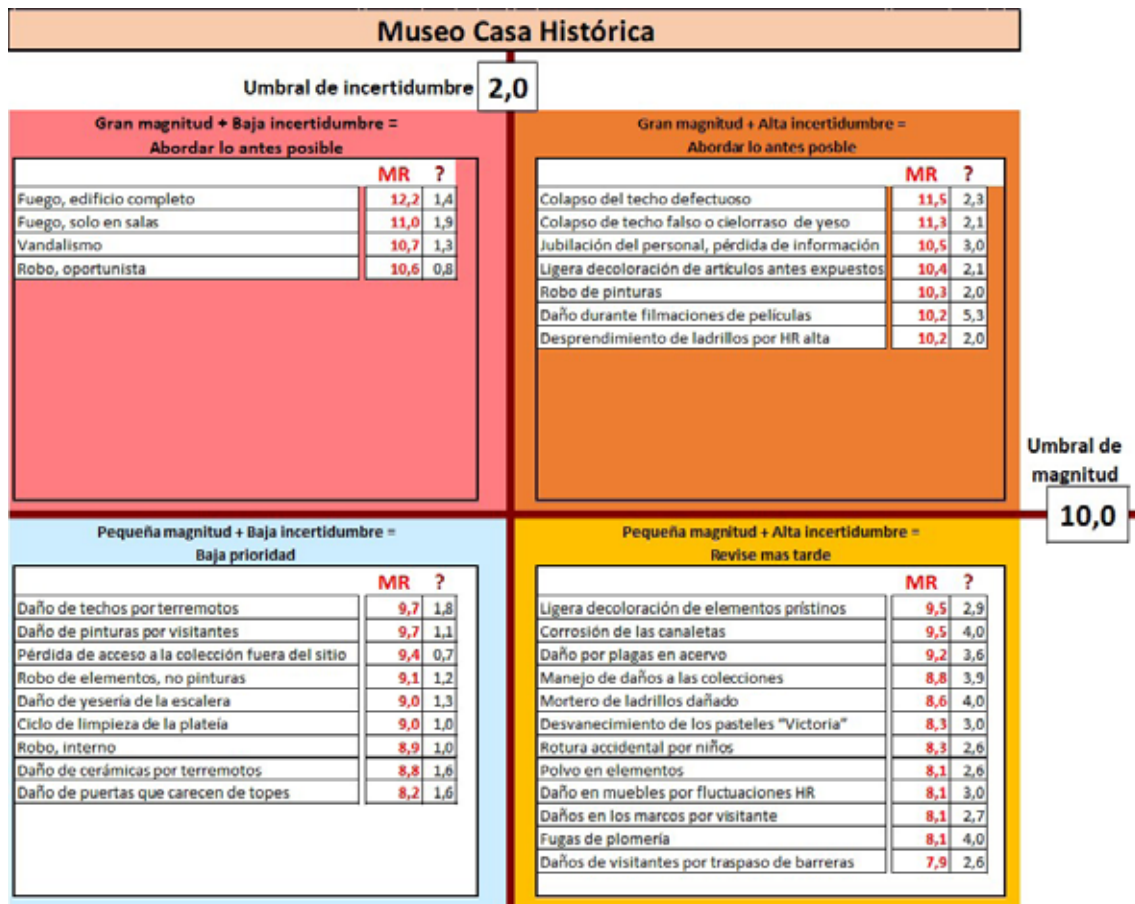 Museo Casa Histórica
Umbral de incertidumbre 2,0
Gran magnitud + Baja incertidumbre =
Abordar lo antes posible
MR ?
Fuego, edificio completo 12,2 1,4
Fuego, solo en salas 11,0 1,9
Vandalismo 10,7 1,3
Robo, oportunista 10,6 0,8
Gran magnitud + Alta incertidumbre =
Abordar lo antes posble
MR ?
Colapso del techo defectuoso 11,5 2,3
Colapso de techo falso o cielorraso de yeso 11,3 2,1
Jubilación del personal, pérdida de información 10,5 3,0
Ligera decoloración de artículos antes expuestos 10,4 2,1
Robo de pinturas 10,3 2,0
Daño durante filmaciones de películas 10,2 5,3
Desprendimiento de ladrillos por HR alta 10,2 2,0
Umbral de
magnitud
10,0
Pequeña magnitud + Baja incertidumbre =
Baja prioridad
MR ?
Daño de techos por terremotos 9,7 1,8
Daño de pinturas por visitantes 9,7 1,1
Pérdida de acceso a la colección fuera del sitio 9,4 0,7
Robo de elementos, no pinturas 9,1 1,2
Daño de yesería de la escalera 9,0 1,3
Ciclo de limpieza de la plateía 9,0 1,0
Robo, interno 8,9 1,0
Daño de cerámicas por terremotos 8,8 1,6
Daño de puertas que carecen de topes 8,2 1,6
Pequeña magnitud + Alta incertidumbre =
Revise mas tarde
MR ?
Ligera decoloración de elementos prístinos 9,5 2,9
Corrosión de las canaletas 9,5 4,0
Daño por plagas en acervo 9,2 3,6
Manejo de daños a las colecciones 8,8 3,9
Mortero de ladrillos dañado 8,6 4,0
Desvanecimiento de los pasteles “Victoria” 8,3 3,0
Rotura accidental por niños 8,3 2,6
Polvo en elementos 8,1 2,6
Daño en muebles por fluctuaciones HR 8,1 3,0
Daños en los marcos por visitante 8,1 2,7
Fugas de plomería 8,1 4,0
Daños de visitantes por traspaso de barreras 7,9 2,6